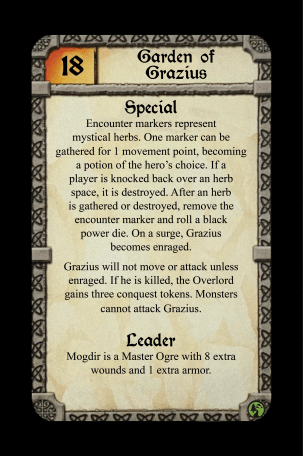 18
Garden of
Grazius
Special
Encounter markers represent
mystical herbs. One marker can be
gathered for 1 movement point, becoming
a potion of the hero's choice. If a
player is knocked back over an herb
space, it is destroyed. After an herb
is gathered or destroyed, remove the
encounter marker and roll a black
power die. On a surge, Grazius
becomes enraged.
Grazius will not move or attack unless
enraged. If he is killed, the Overlord
gains three conquest tokens. Monsters
cannot attack Grazius.
Leader
Mogdir is a Master Ogre with 8 extra
wounds and 1 extra armor.